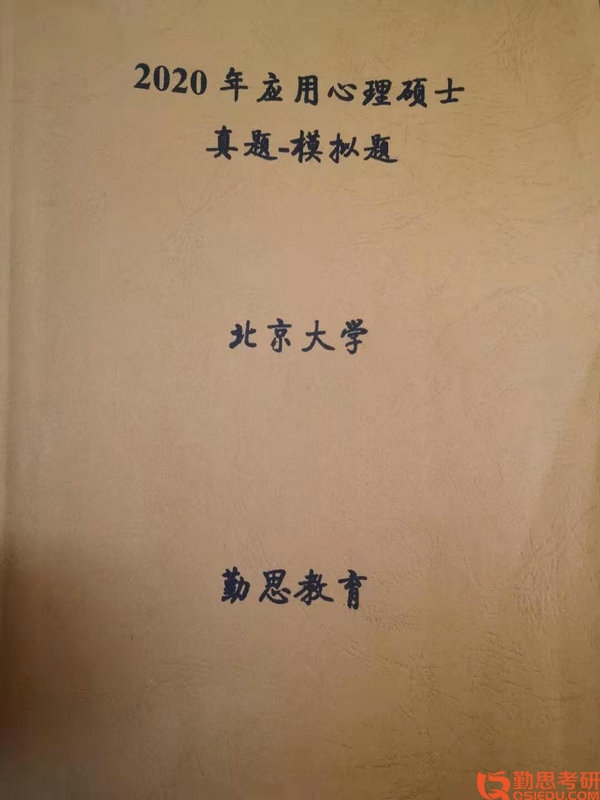 2020年应用心理硕士
真题-模拟题
北京大学
勤思教育
勤思考研
QSIEDU.COM